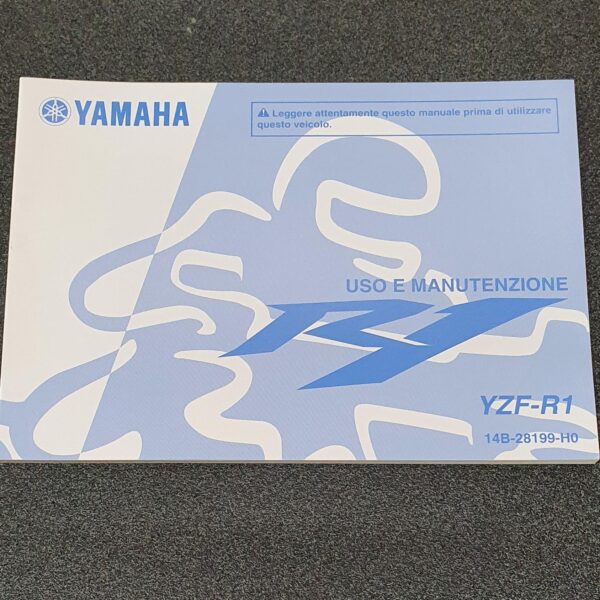 YAMAHA
Leggere attentamente questo manuale prima di utilizzare
questo veicolo.
USO E MANUTENZIONE
R1
YZF-R1
14B-28199-H0